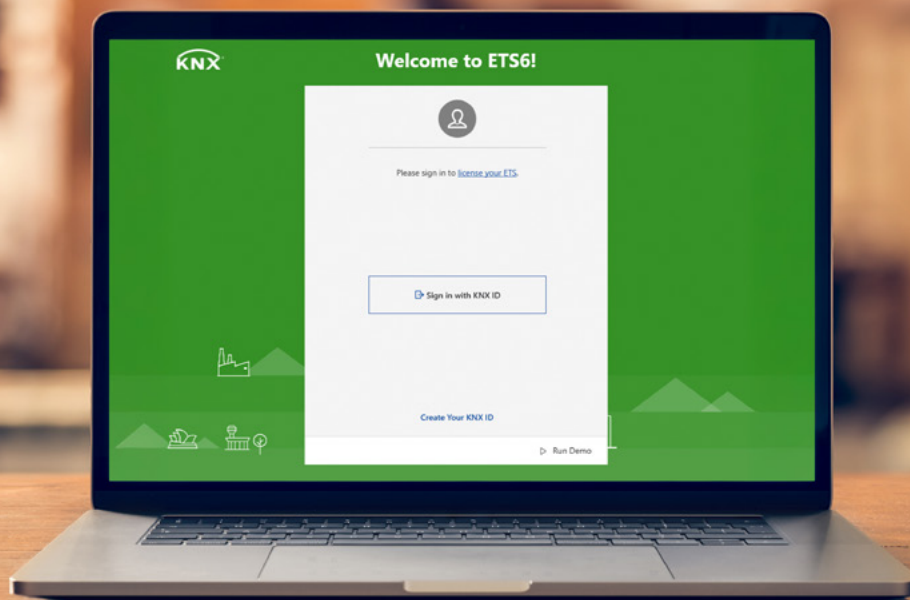 KNX
Welcome to ETS6!
Please sign in to license your ETS.
Sign in with KNX ID
Create Your KNX ID
Run Demo